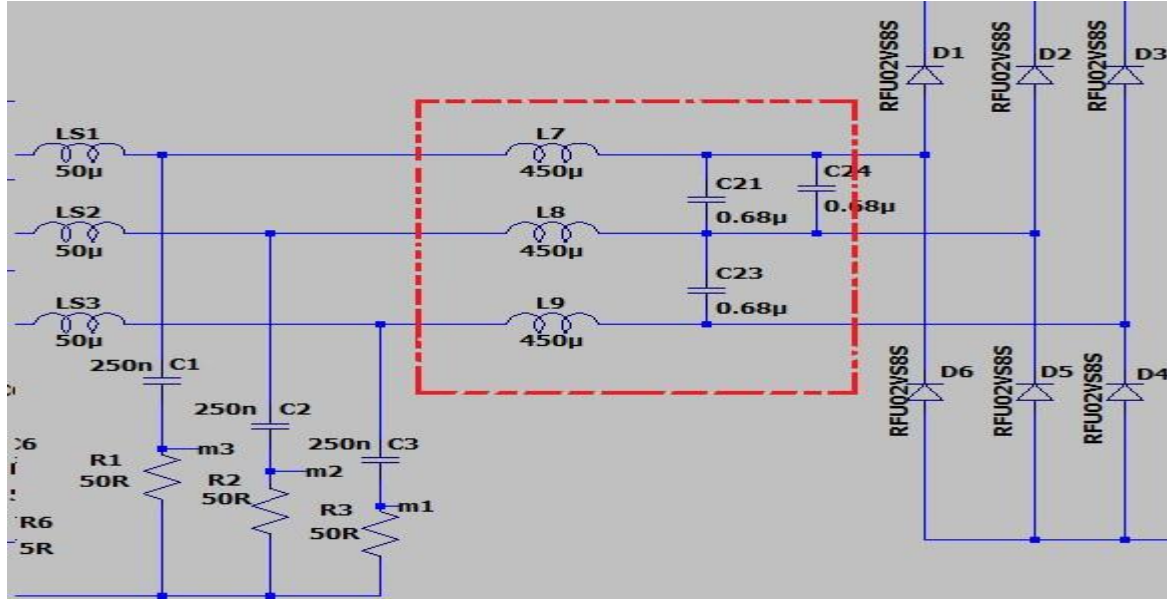 RFU02VS8S
D1
RFU02VS8S
D2
RFU02VS8S
D3
LS1
50µ
L7
450µ
C21
0.68µ
C24
0.68µ
LS2
50µ
L8
450µ
C23
0.68µ
LS3
50µ
L9
450µ
250n C1
RFU02VS8S
D6
RFU02VS8S
D5
RFU02VS8S
D4
250n C2
250n C3
m3
R1
50R
m2
R2
50R
m1
R3
50R
R6
5R